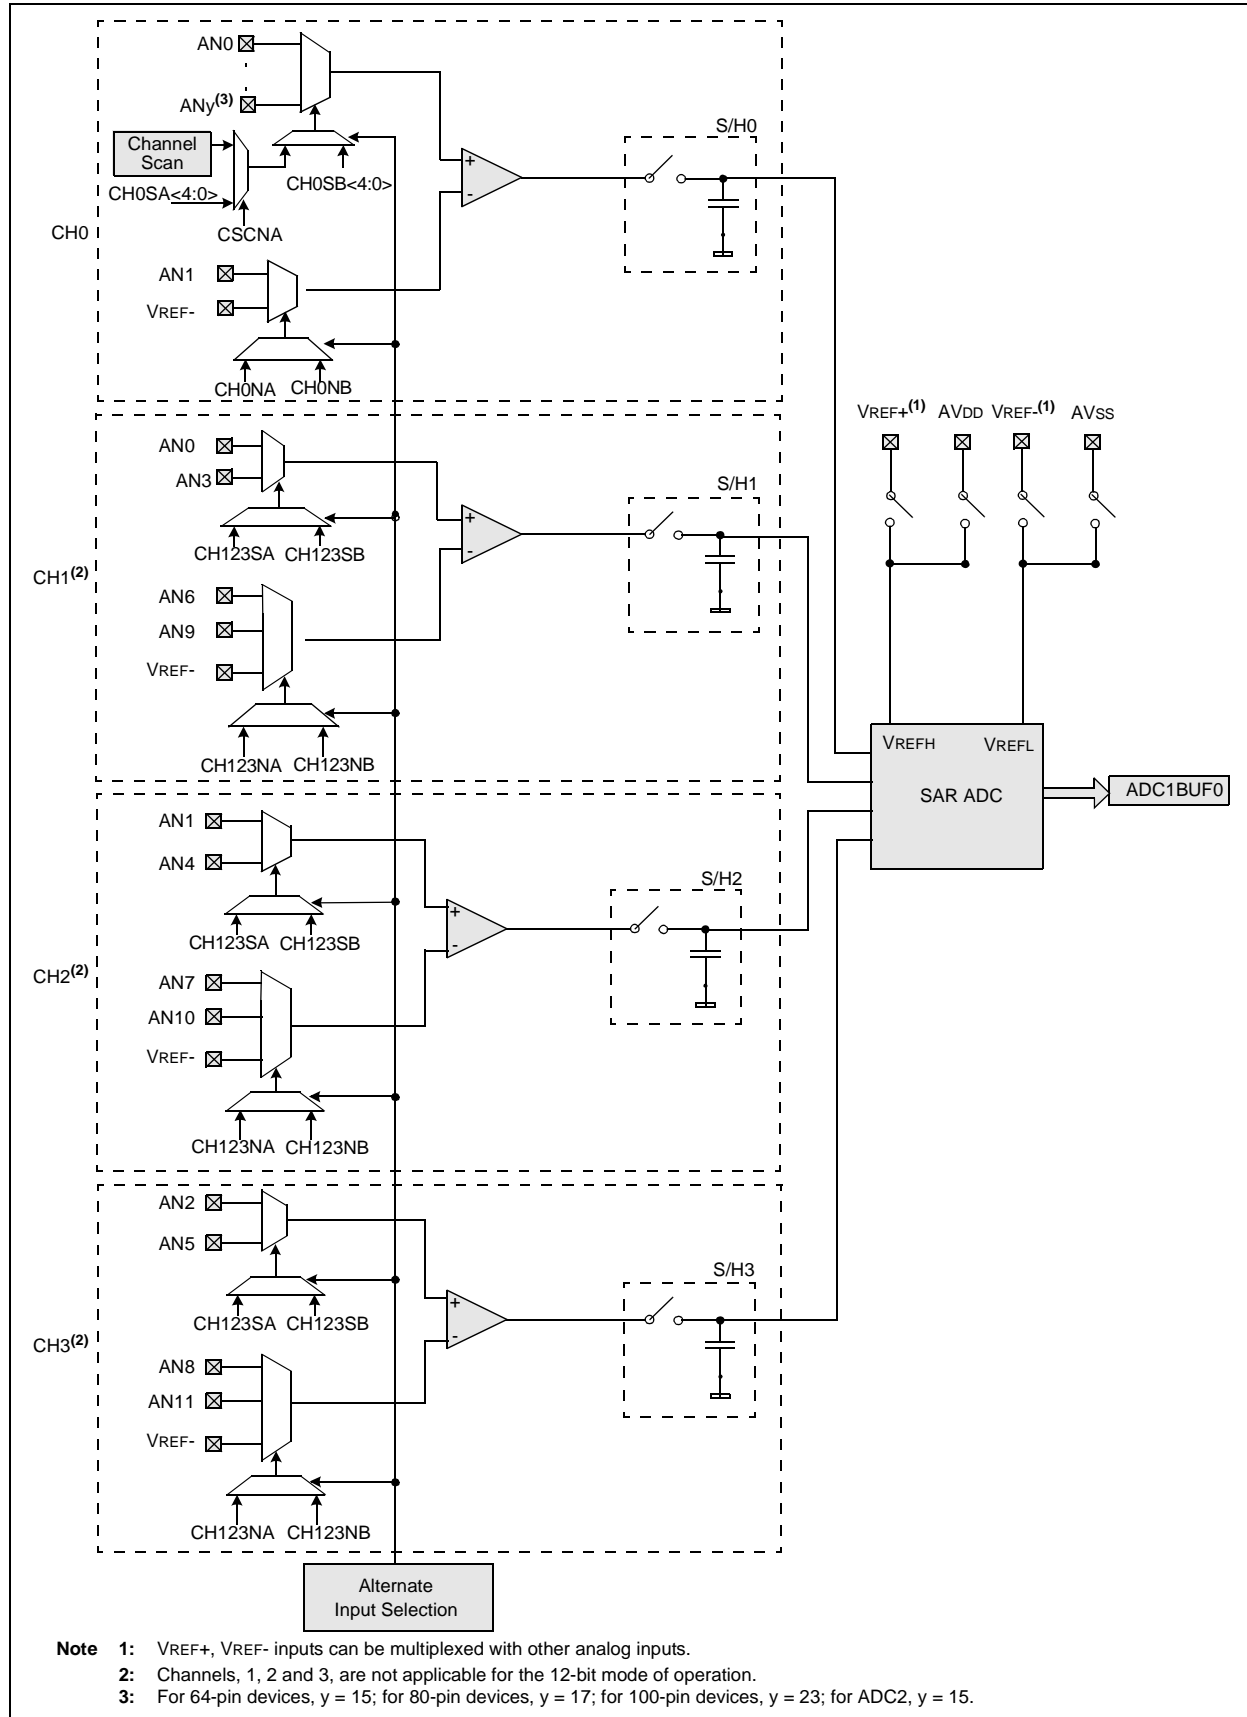 AN0
ANy(3)
Channel
Scan
CH0SA<4:0>
CH0SB<4:0>
CSCNA
CH0
AN1
VREF-
CH0NA CH0NB
+
-
S/H0
AN0
AN3
CH123SA CH123SB
CH1(2)
AN6
AN9
VREF-
CH123NA CH123NB
+
-
S/H1
VREF+(1) AVDD VREF-(1) AVSS
VREFH VREFL
SAR ADC
ADC1BUF0
AN1
AN4
CH123SA CH123SB
CH2(2)
AN7
AN10
VREF-
CH123NA CH123NB
+
-
S/H2
AN2
AN5
CH123SA CH123SB
CH3(2)
AN8
AN11
VREF-
CH123NA CH123NB
+
-
S/H3
Alternate
Input Selection
Note 1: VREF+, VREF- inputs can be multiplexed with other analog inputs.
2: Channels, 1, 2 and 3, are not applicable for the 12-bit mode of operation.
3: For 64-pin devices, y = 15; for 80-pin devices, y = 17; for 100-pin devices, y = 23; for ADC2, y = 15.